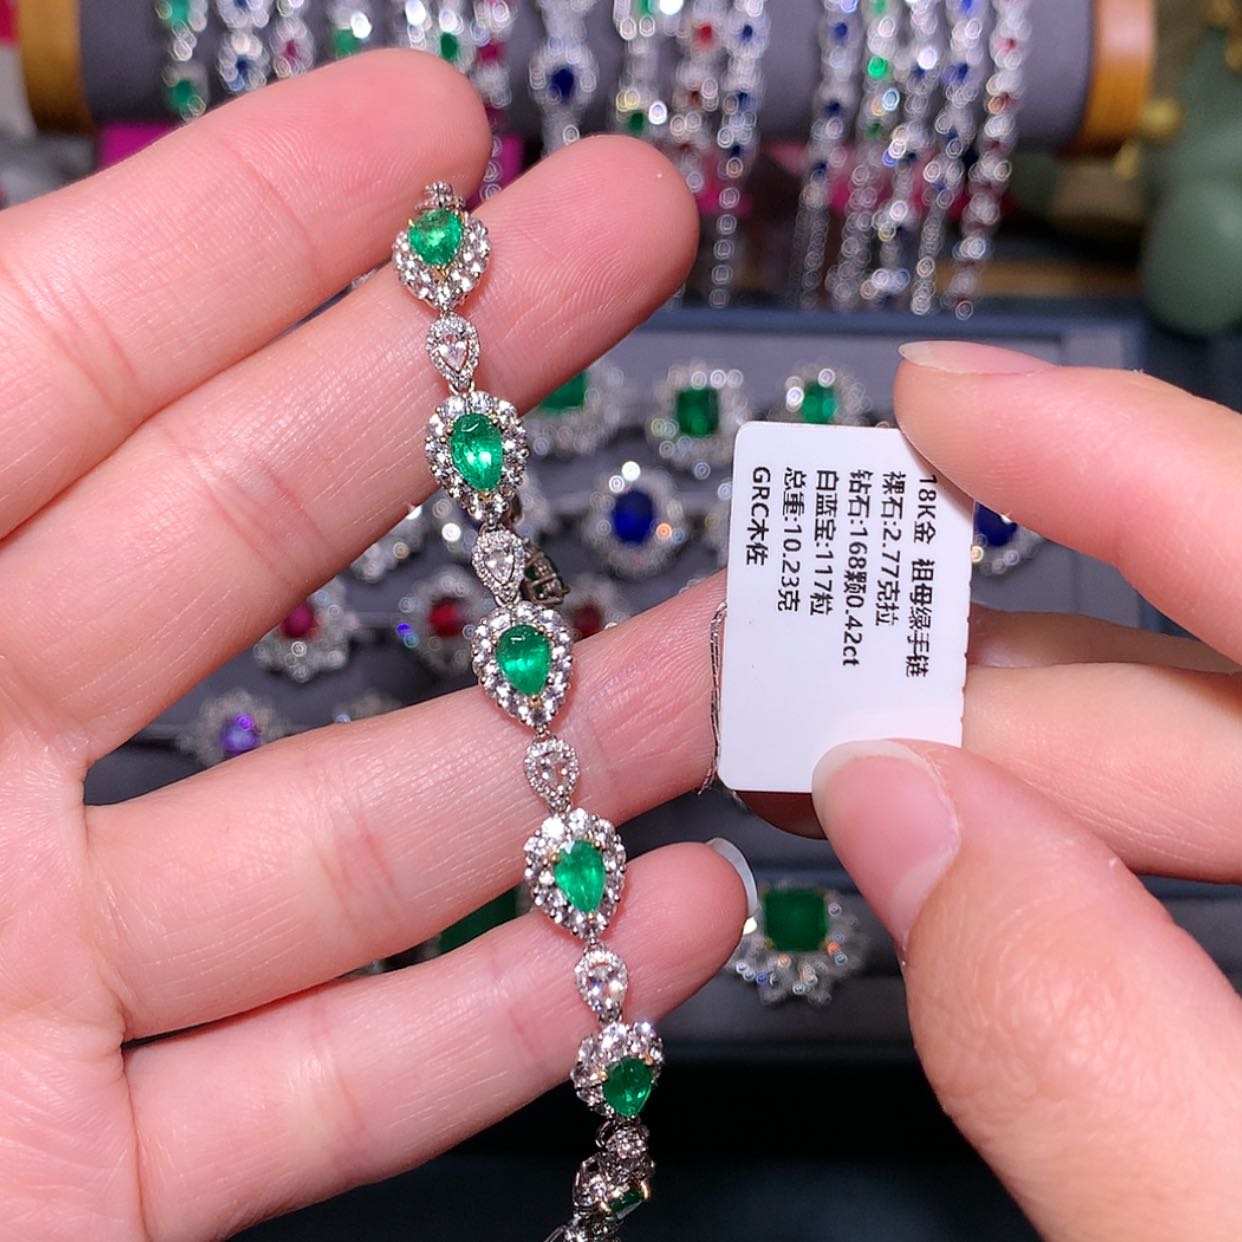 18K金 祖母绿手链
裸石:2.77克拉
钻石:168颗0.42ct
白蓝宝:117粒
总重:10.23克
GRC木佐